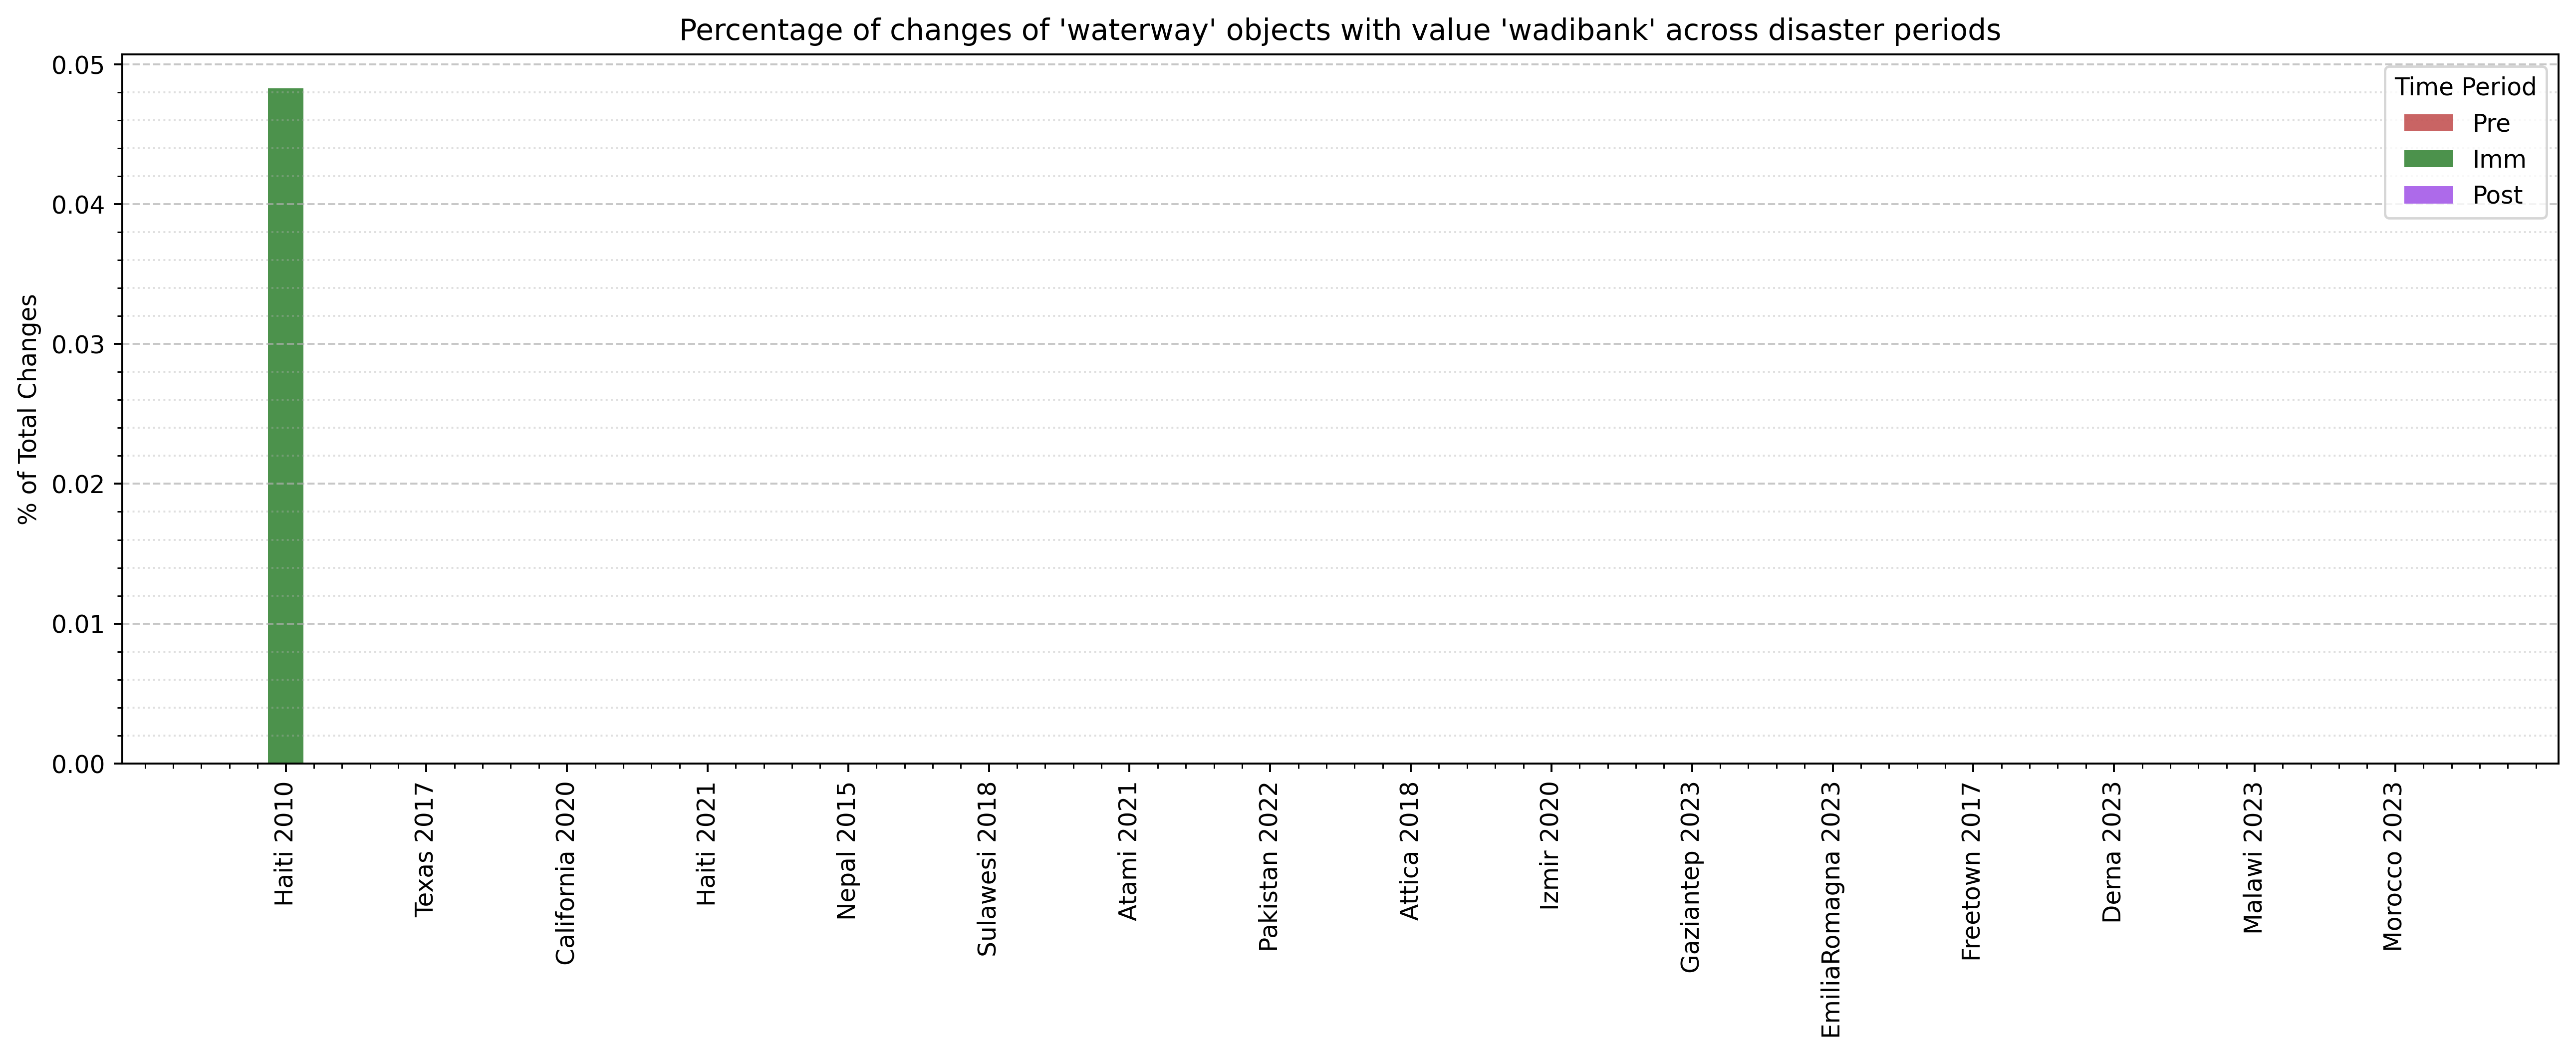 Percentage of changes of 'waterway' objects with value 'wadibank' across disaster periods
% of Total Changes
0.05
0.04
0.03
0.02
0.01
0.00
Time Period
Pre
Imm
Post
Haiti 2010
Texas 2017
California 2020
Haiti 2021
Nepal 2015
Sulawesi 2018
Atami 2021
Pakistan 2022
Attica 2018
Izmir 2020
Gaziantep 2023
EmiliaRomagna 2023
Freetown 2017
Derna 2023
Malawi 2023
Morocco 2023